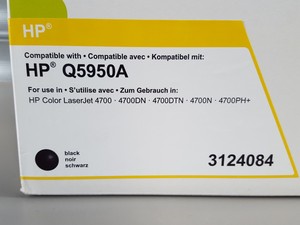 HP®
Compatible with • Compatible avec • Kompatibel mit:
HP® Q5950A
For use in • S'utilise avec • Zum Gebrauch in:
HP Color LaserJet 4700 • 4700DN • 4700DTN • 4700N • 4700PH+
black
noir
schwarz
3124084